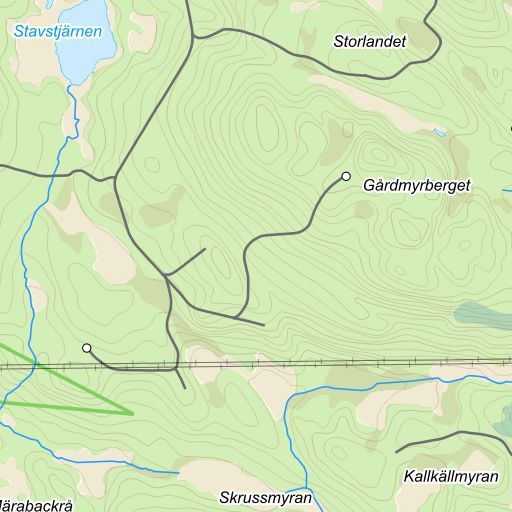 Stavstjärnen
Storlandet
Gårdmyrberget
Kallkällmyran
Skrussmyran